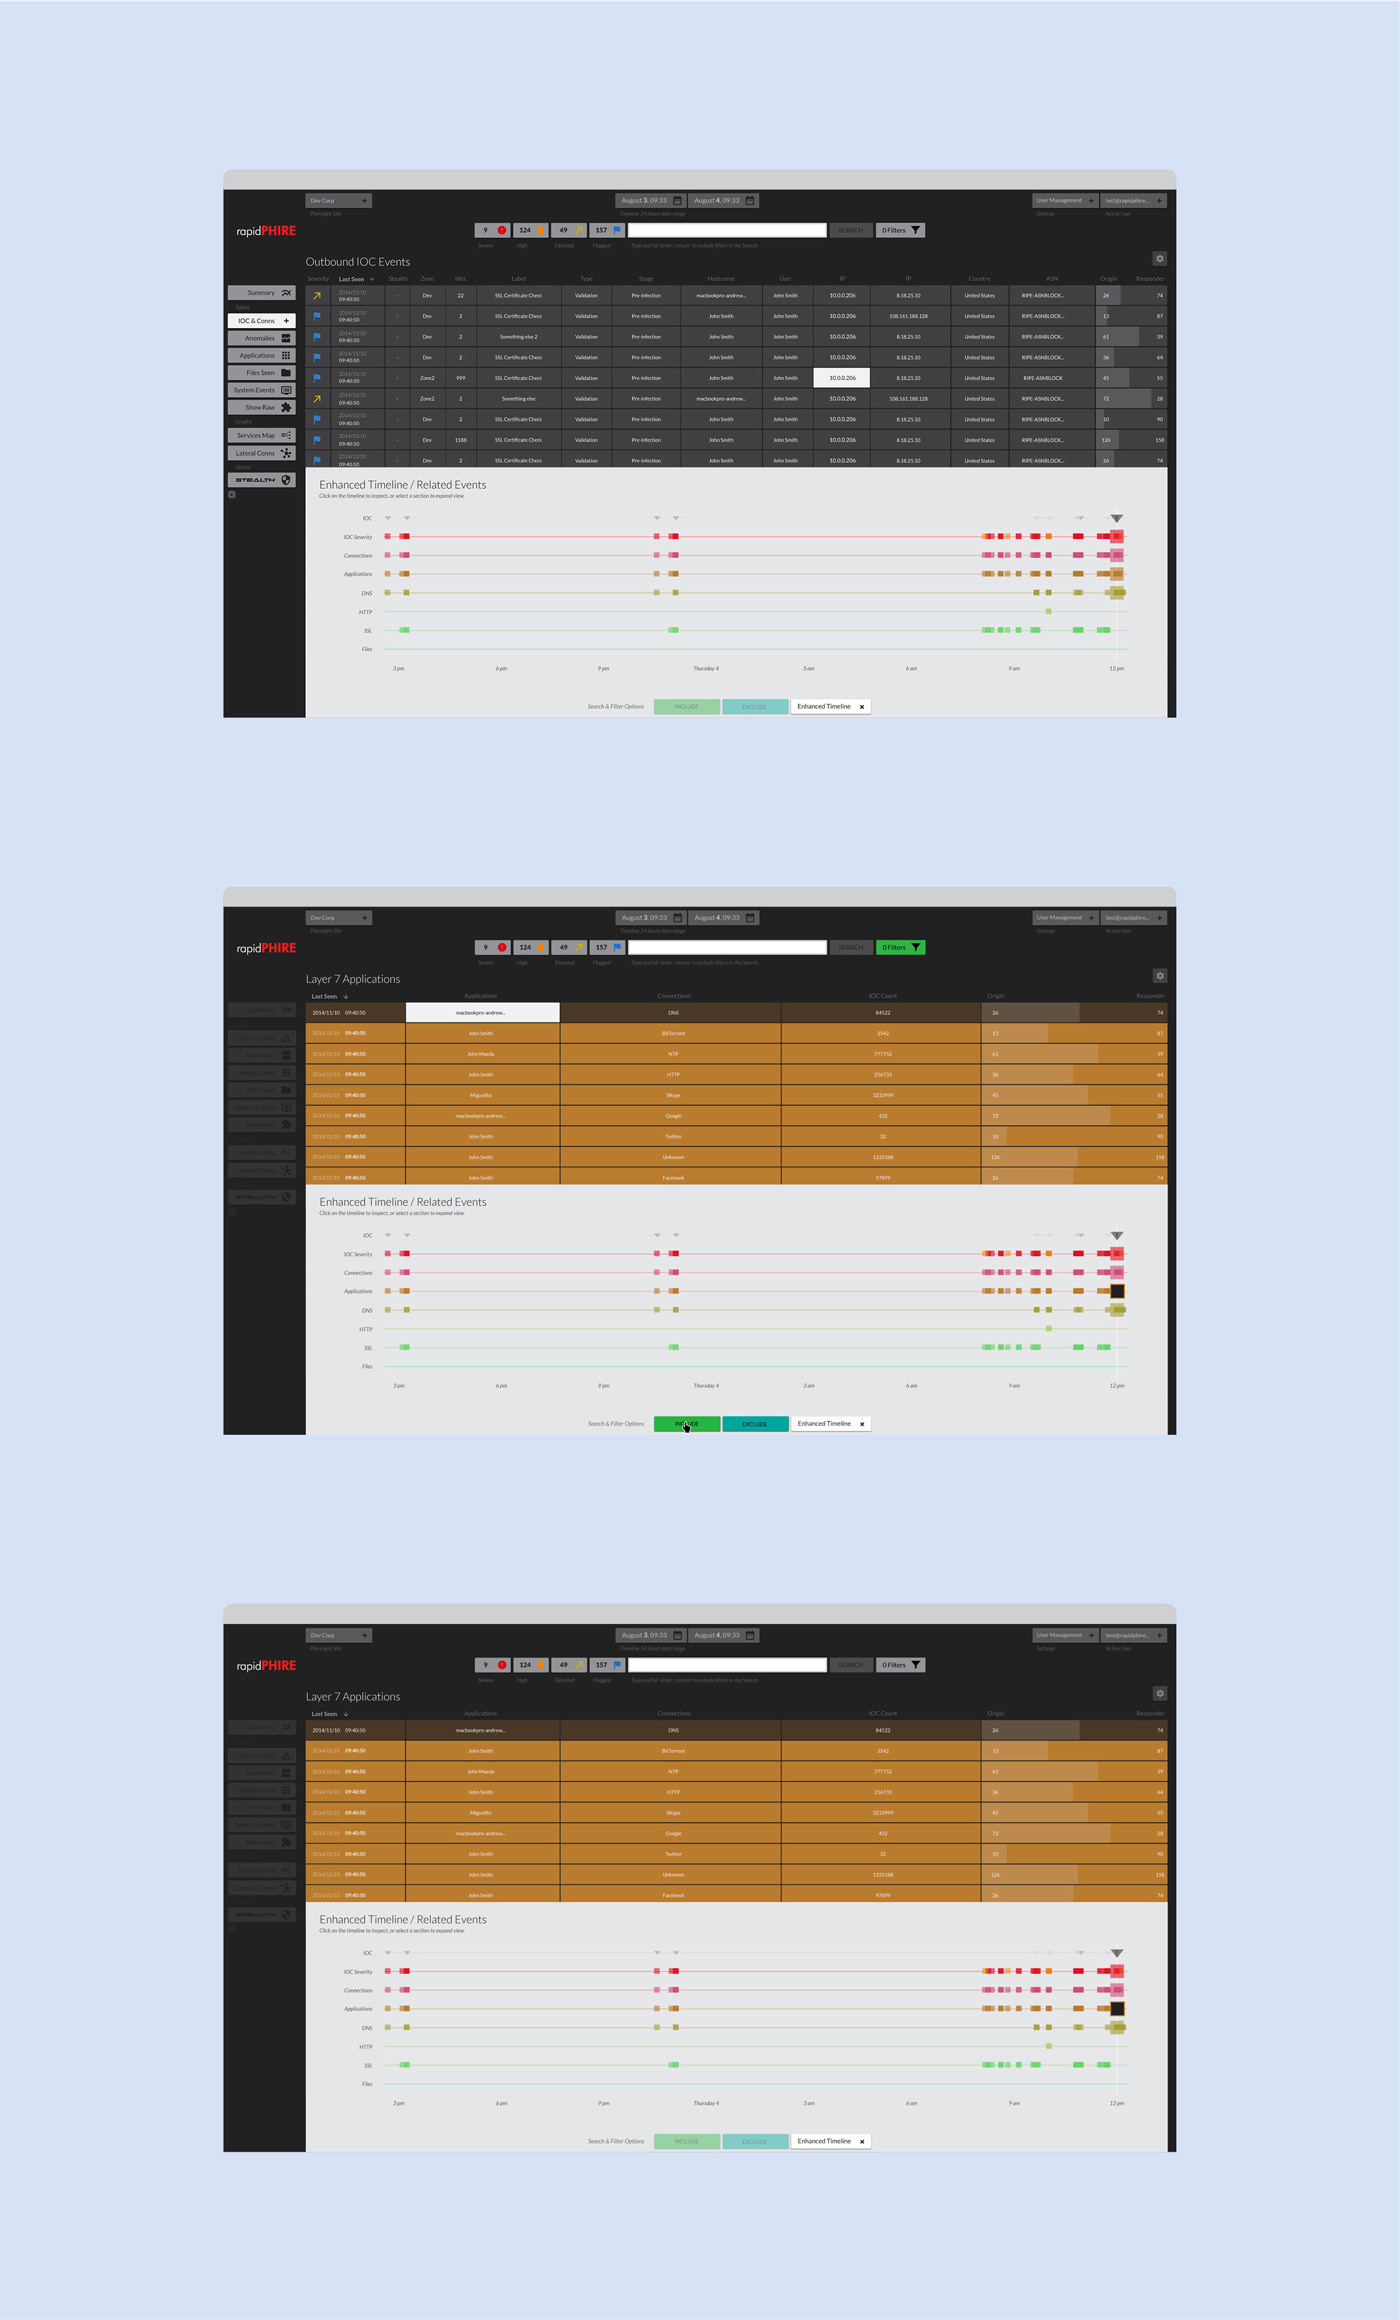 Dev Corp +
August 3, 09:33 August 4, 09:33
User Management + test@rapidphire... +
Phirelight Site
Timeline 24 hours date range
Settings Active User
rapidPHIRE
9 124 49 157 SEARCH 0 Filters
Severe High Elevated Flagged Type and hit 'enter / return' to include filters in the Search.
Outbound IOC Events
Severity Last Seen Stealth Zone Hits Label Type Stage Hostname User IP IP Country ASN Origin Responder
Summary
IOC & Conns +
Anomalies
Applications
Files Seen
System Events
Show Raw
Graphs
Services Map
Lateral Conns
STEALTH
2014/11/10 09:40:50 - Dev 22 SSL Certificate Check Validation Pre-infection macbookpro-andrew... John Smith 10.0.0.206 8.18.25.10 United States RIPE-ASNBLOCK... 26 74
2014/11/10 09:40:50 - Dev 2 SSL Certificate Check Validation Pre-infection John Smith John Smith 10.0.0.206 108.161.188.128 United States RIPE-ASNBLOCK... 13 87
2014/11/10 09:40:50 - Dev 2 Something else 2 Validation Pre-infection John Smith John Smith 10.0.0.206 8.18.25.10 United States RIPE-ASNBLOCK... 61 39
2014/11/10 09:40:50 - Dev 2 SSL Certificate Check Validation Pre-infection John Smith John Smith 10.0.0.206 8.18.25.10 United States RIPE-ASNBLOCK... 36 64
2014/11/10 09:40:50 - Zone2 999 SSL Certificate Check Validation Pre-infection John Smith John Smith 10.0.0.206 8.18.25.10 United States RIPE-ASNBLOCK 45 55
2014/11/10 09:40:50 - Zone2 2 Something else Validation Pre-infection macbookpro-andrew... John Smith 10.0.0.206 108.161.188.128 United States RIPE-ASNBLOCK... 72 28
2014/11/10 09:40:50 - Dev 2 SSL Certificate Check Validation Pre-infection John Smith John Smith 10.0.0.206 8.18.25.10 United States RIPE-ASNBLOCK... 10 90
2014/11/10 09:40:50 - Dev 1188 SSL Certificate Check Validation Pre-infection John Smith John Smith 10.0.0.206 8.18.25.10 United States RIPE-ASNBLOCK... 126 158
2014/11/10 09:40:50 - Dev 2 SSL Certificate Check Validation Pre-infection John Smith John Smith 10.0.0.206 8.18.25.10 United States RIPE-ASNBLOCK... 26 74
Enhanced Timeline / Related Events
Click on the timeline to inspect, or select a section to expand view.
IOC
IOC Severity
Connections
Applications
DNS
HTTP
SSL
Files
3 pm 6 pm 9 pm Thursday 4 3 am 6 am 9 am 12 pm
Search & Filter Options INCLUDE EXCLUDE Enhanced Timeline ×
Dev Corp +
August 3, 09:33 August 4, 09:33
User Management + test@rapidphire... +
Phirelight Site
Timeline 24 hours date range
Settings Active User
rapidPHIRE
9 124 49 157 SEARCH 0 Filters
Severe High Elevated Flagged Type and hit 'enter / return' to include filters in the Search.
Layer 7 Applications
Last Seen Applications Connections IOC Count Origin Responder
Summary
IOC & Conns
Anomalies
Applications
Files Seen
System Events
Show Raw
Services Map
Lateral Conns
STEALTH
2014/11/10 09:40:50 macbookpro-andrew... DNS 84522 26 74
2014/11/10 09:40:50 John Smith BitTorrent 3542 13 87
2014/11/10 09:40:50 John Maeda NTP 777752 61 39
2014/11/10 09:40:50 John Smith HTTP 256733 36 64
2014/11/10 09:40:50 Miguelito SKype 3233999 45 55
2014/11/10 09:40:50 macbookpro-andrew... Google 432 72 28
2014/11/10 09:40:50 John Smith Twitter 32 10 90
2014/11/10 09:40:50 John Smith Unknown 1333188 126 158
2014/11/10 09:40:50 John Smith Facebook 97899 26 74
Enhanced Timeline / Related Events
Click on the timeline to inspect, or select a section to expand view.
IOC
IOC Severity
Connections
Applications
DNS
HTTP
SSL
Files
3 pm 6 pm 9 pm Thursday 4 3 am 6 am 9 am 12 pm
Search & Filter Options INCLUDE EXCLUDE Enhanced Timeline ×
Dev Corp +
August 3, 09:33 August 4, 09:33
User Management + test@rapidphire... +
Phirelight Site
Timeline 24 hours date range
Settings Active User
rapidPHIRE
9 124 49 157 SEARCH 0 Filters
Severe High Elevated Flagged Type and hit 'enter / return' to include filters in the Search.
Layer 7 Applications
Last Seen Applications Connections IOC Count Origin Responder
Summary
IOC & Conns
Anomalies
Applications
Files Seen
System Events
Show Raw
Services Map
Lateral Conns
STEALTH
2014/11/10 09:40:50 macbookpro-andrew... DNS 84522 26 74
2014/11/10 09:40:50 John Smith BitTorrent 3542 13 87
2014/11/10 09:40:50 John Maeda NTP 777752 61 39
2014/11/10 09:40:50 John Smith HTTP 256733 36 64
2014/11/10 09:40:50 Miguelito SKype 3233999 45 55
2014/11/10 09:40:50 macbookpro-andrew... Google 432 72 28
2014/11/10 09:40:50 John Smith Twitter 32 10 90
2014/11/10 09:40:50 John Smith Unknown 1333188 126 158
2014/11/10 09:40:50 John Smith Facebook 97899 26 74
Enhanced Timeline / Related Events
Click on the timeline to inspect, or select a section to expand view.
IOC
IOC Severity
Connections
Applications
DNS
HTTP
SSL
Files
3 pm 6 pm 9 pm Thursday 4 3 am 6 am 9 am 12 pm
Search & Filter Options INCLUDE EXCLUDE Enhanced Timeline ×